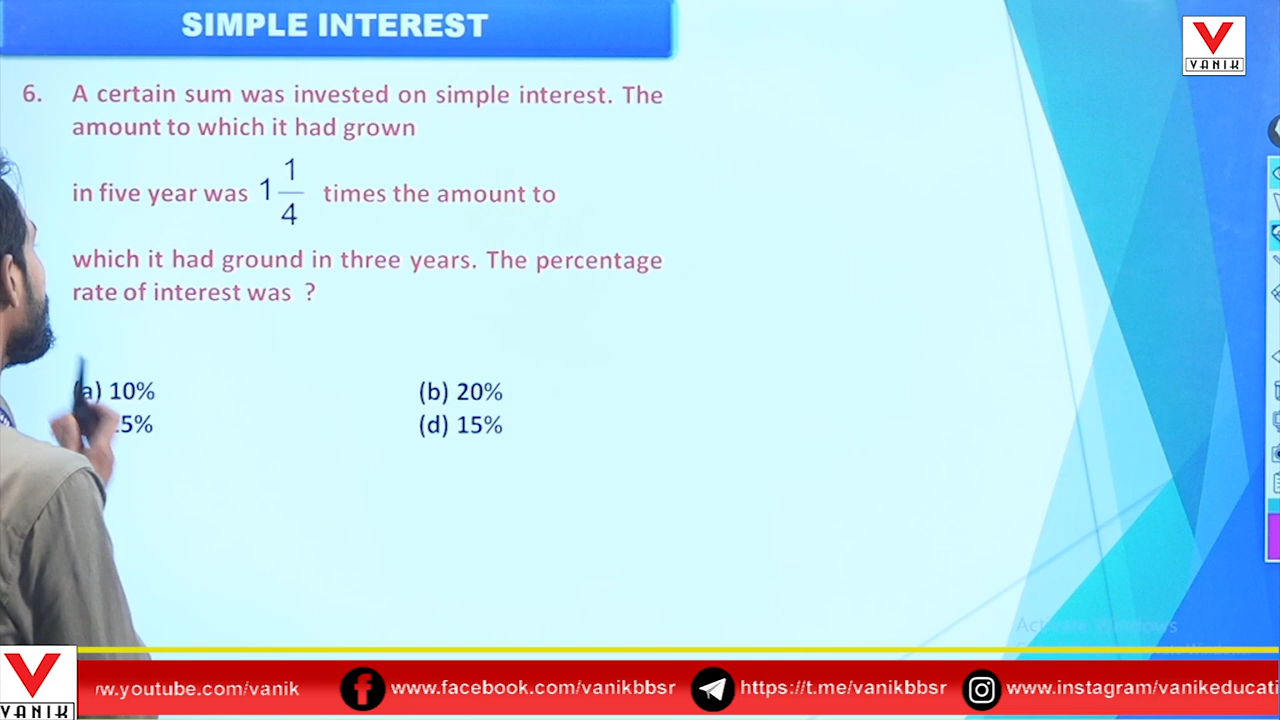 SIMPLE INTEREST
VANIK
6. A certain sum was invested on simple interest. The
amount to which it had grown
in five year was 1 1/4 times the amount to
which it had ground in three years. The percentage
rate of interest was ?
(a) 10% (b) 20%
5% (d) 15%
Activate Windows
VANIK
w.youtube.com/vanik www.facebook.com/vanikbbsr https://t.me/vanikbbsr www.instagram/vanikeducati